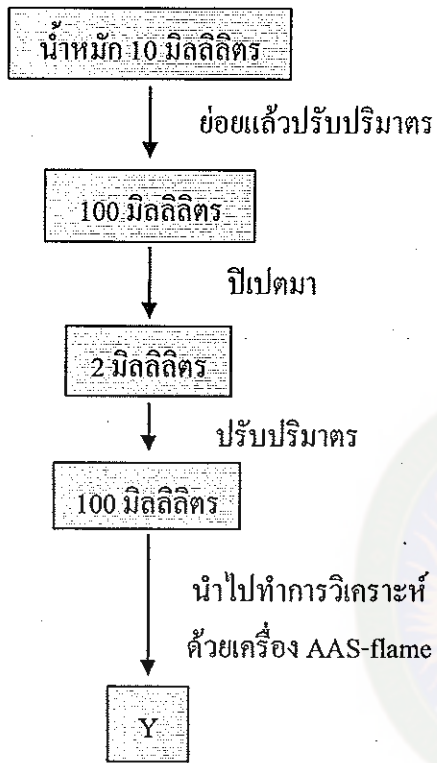 น้ำหมัก 10 มิลลิลิตร
ย่อยแล้วปรับปริมาตร
100 มิลลิลิตร
ปิเปตมา
2 มิลลิลิตร
ปรับปริมาตร
100 มิลลิลิตร
นำไปทำการวิเคราะห์
ด้วยเครื่อง AAS-flame
Y